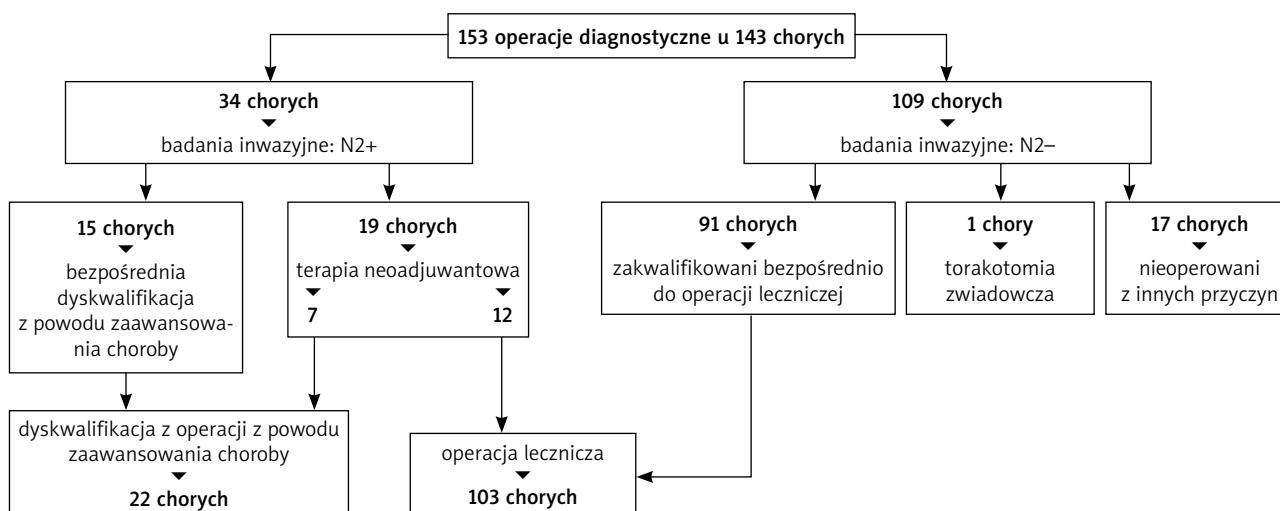 153 operacje diagnostyczne u 143 chorych
34 chorych
badania inwazyjne: N2+
109 chorych
badania inwazyjne: N2–
15 chorych
bezpośrednia
dyskwalifikacja
z powodu zaawansowa-
nia choroby
19 chorych
terapia neoadjuwantowa
7 12
91 chorych
zakwalifikowani bezpośrednio
do operacji leczniczej
1 chory
torakotomia
zwiadowcza
17 chorych
nieoperowani
z innych przyczyn
dyskwalifikacja z operacji z powodu
zaawansowania choroby
22 chorych
operacja lecznicza
103 chorych